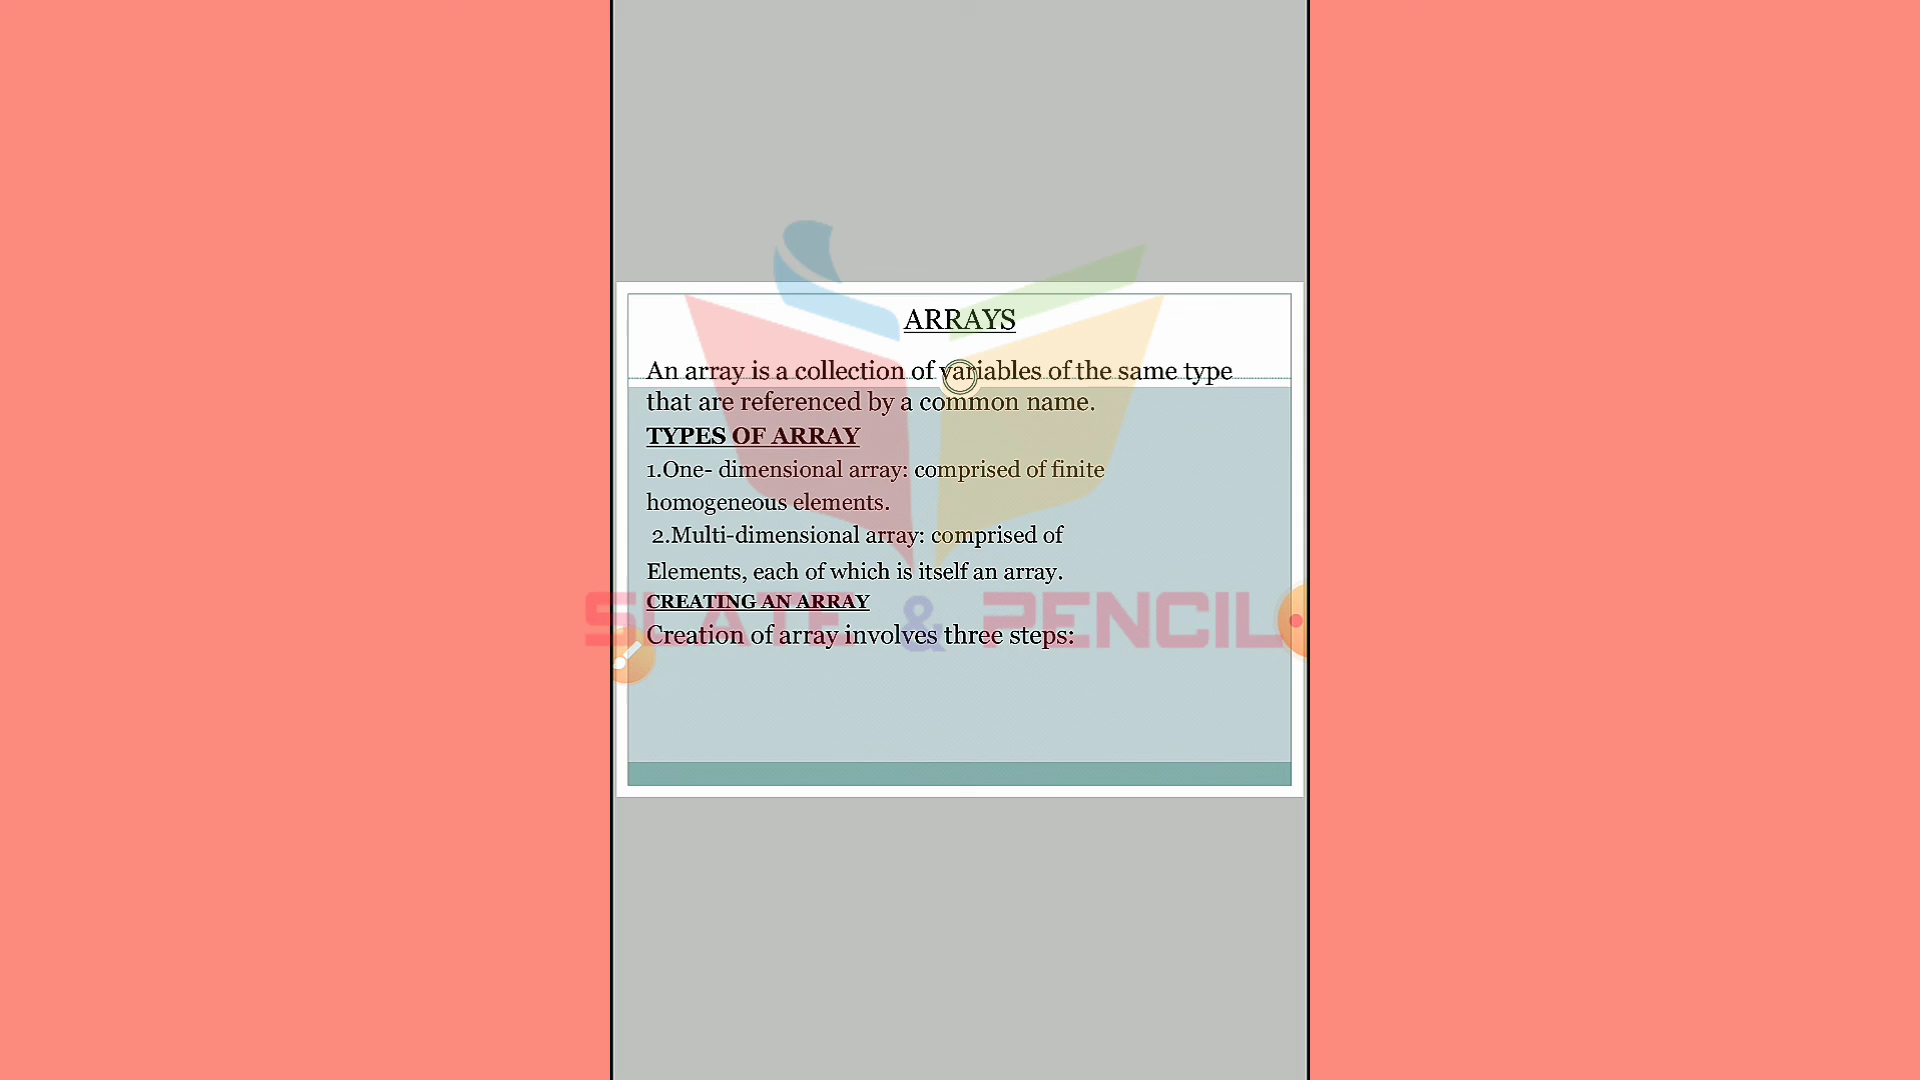 ARRAYS
An array is a collection of variables of the same type
that are referenced by a common name.
TYPES OF ARRAY
1.One- dimensional array: comprised of finite
homogeneous elements.
2.Multi-dimensional array: comprised of
Elements, each of which is itself an array.
CREATING AN ARRAY
SLATE & PENCIL
Creation of array involves three steps: